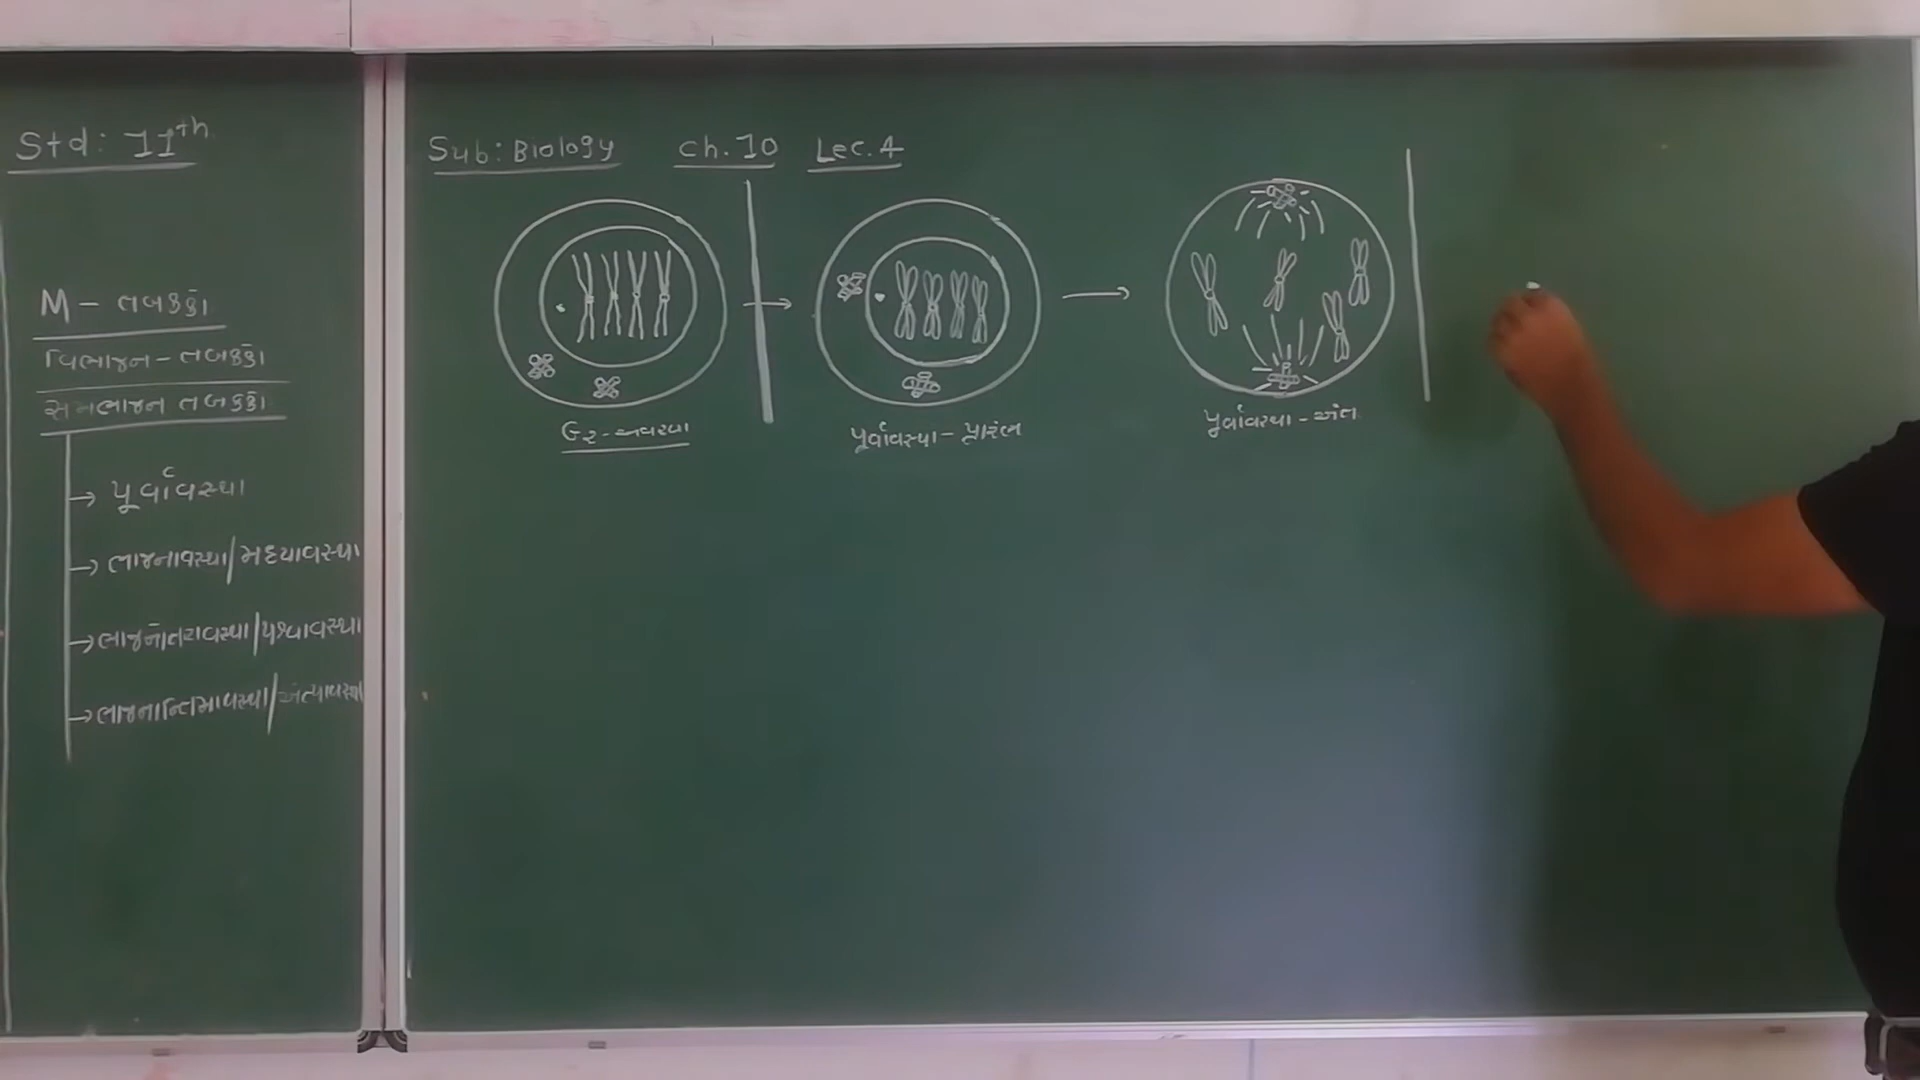 Std: 11th
M - તબક્કો
વિભાજન - તબક્કો
સમભાજન તબક્કો
→ પૂર્વાવસ્થા
→ ભાજનાવસ્થા/મધ્યાવસ્થા
→ ભાજનોતરાવસ્થા/પશ્ચાવસ્થા
→ ભાજનાન્તિમાવસ્થા/અંત્યાવસ્થા
Sub: Biology ch. 10 Lec. 4
G2 - અવસ્થા
પૂર્વાવસ્થા - પ્રારંભ
પૂર્વાવસ્થા - અંત